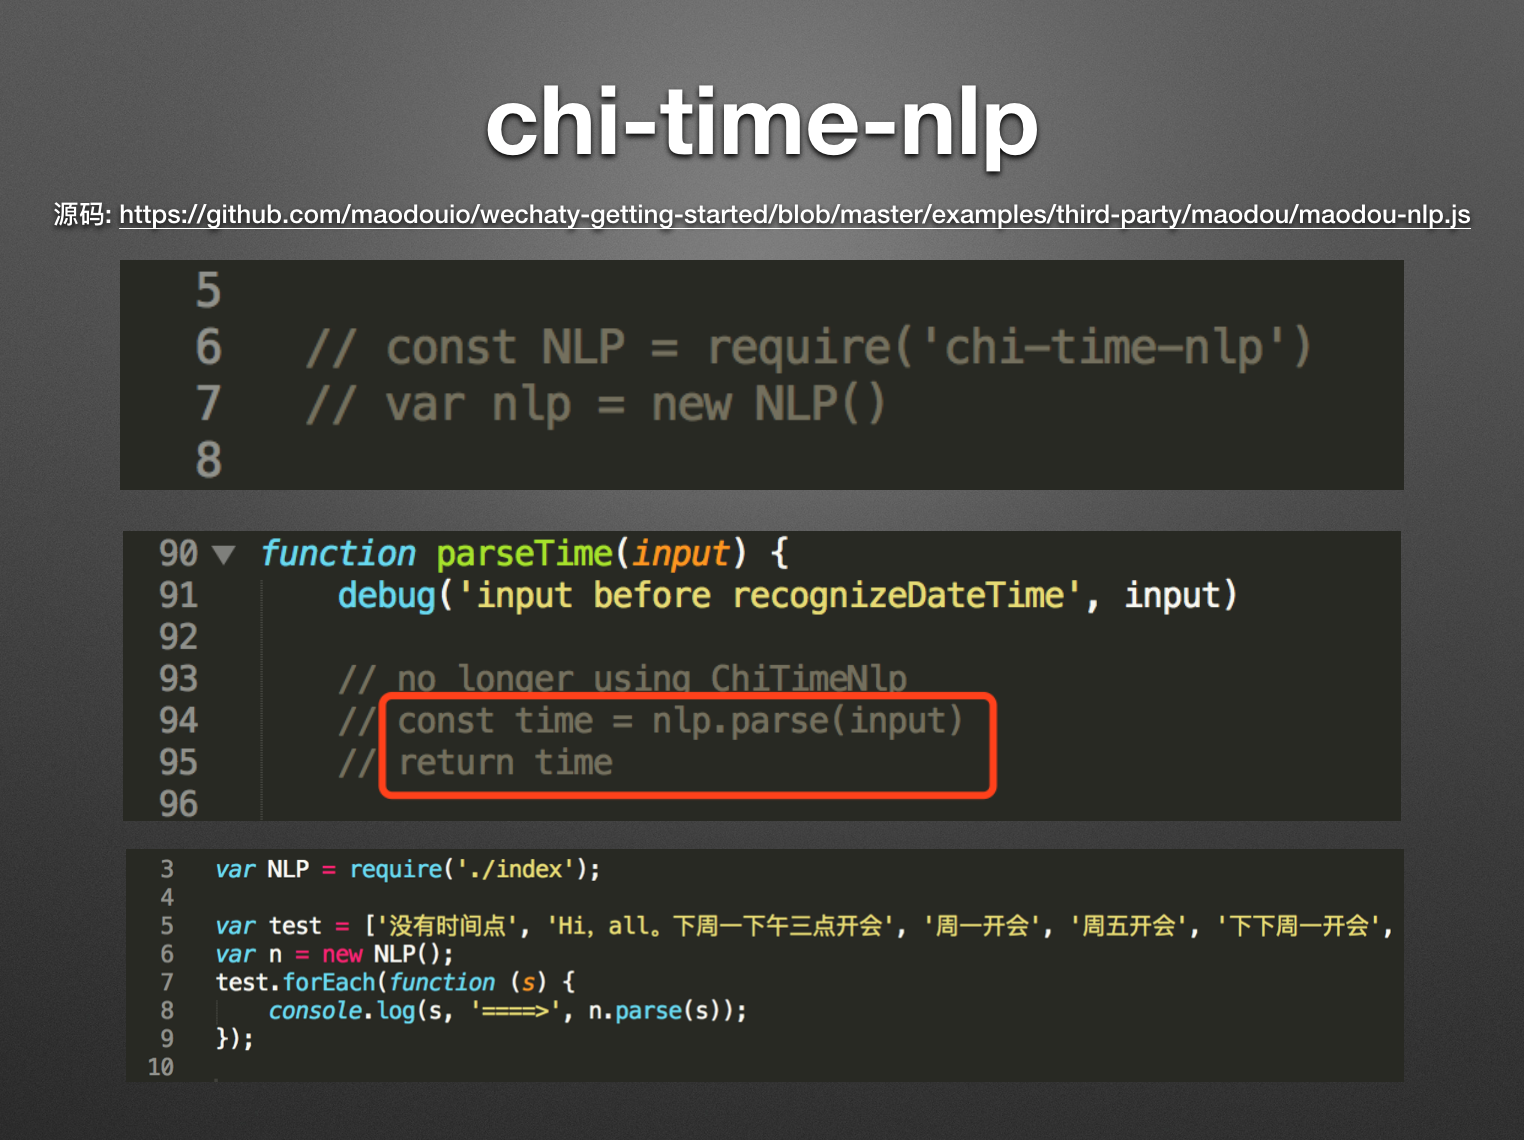 chi-time-nlp
源码: https://github.com/maodouio/wechaty-getting-started/blob/master/examples/third-party/maodou/maodou-nlp.js
5
6 // const NLP = require('chi-time-nlp')
7 // var nlp = new NLP()
8
90 function parseTime(input) {
91 debug('input before recognizeDateTime', input)
92
93 // no longer using ChiTimeNlp
94 // const time = nlp.parse(input)
95 // return time
96
3 var NLP = require('./index');
4
5 var test = ['没有时间点', 'Hi, all。下周一下午三点开会', '周一开会', '周五开会', '下下周一开会',
6 var n = new NLP();
7 test.forEach(function (s) {
8 console.log(s, '====>', n.parse(s));
9 });
10